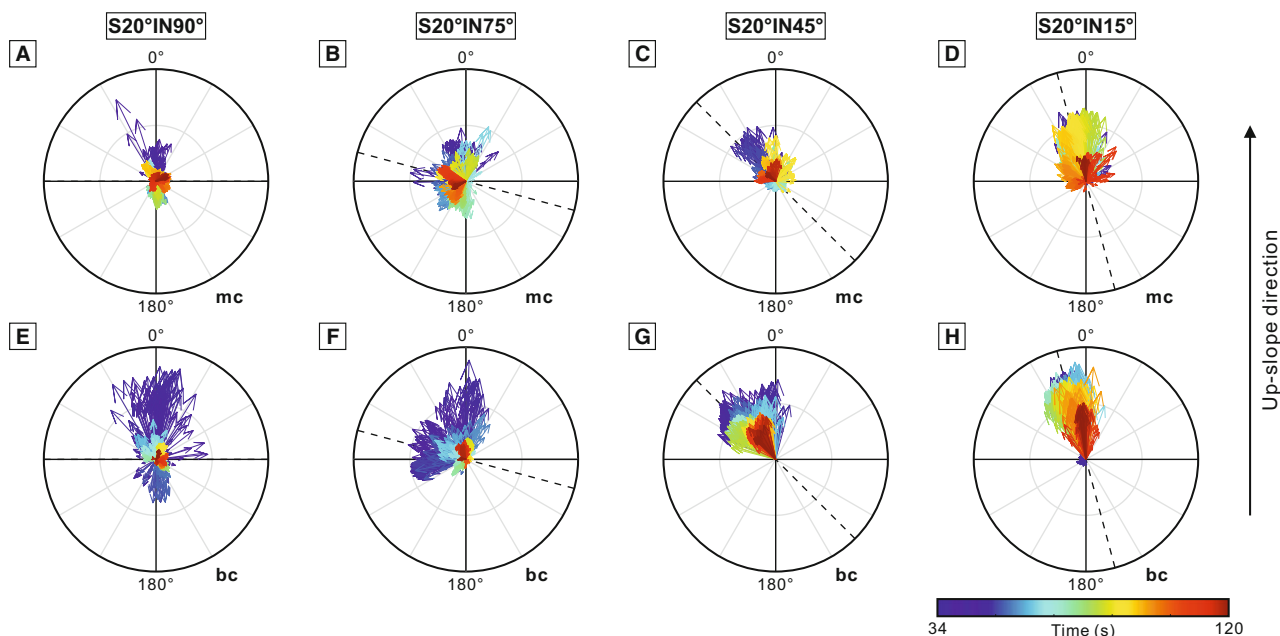 S20°IN90° S20°IN75° S20°IN45° S20°IN15°
A B C D
0° 0° 0° 0°
180° mc 180° mc 180° mc 180° mc
E F G H
0° 0° 0° 0°
180° bc 180° bc 180° bc 180° bc
Up-slope direction
34 Time (s) 120